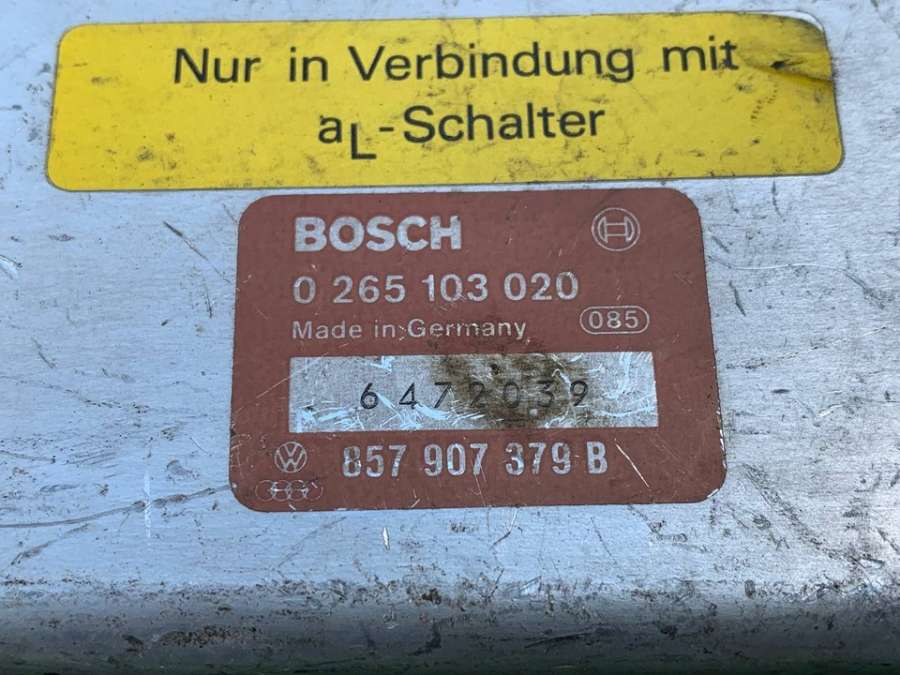 Nur in Verbindung mit
aL-Schalter
BOSCH
0 265 103 020
Made in Germany 085
6472039
857 907 379 B